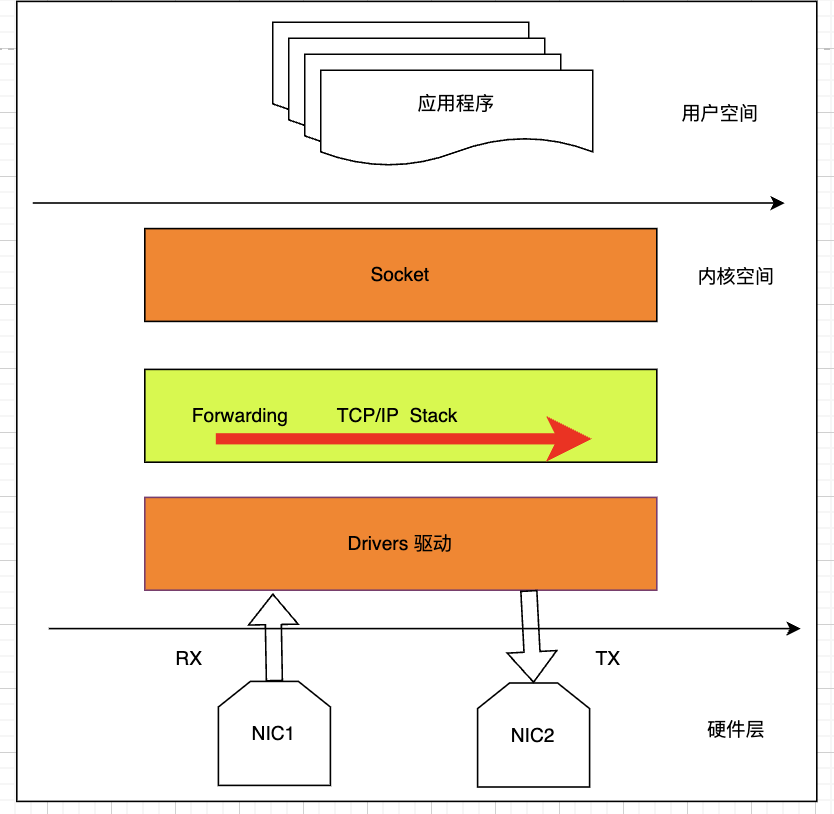 应用程序
用户空间
Socket
内核空间
Forwarding TCP/IP Stack
Drivers 驱动
RX
TX
NIC1
NIC2
硬件层